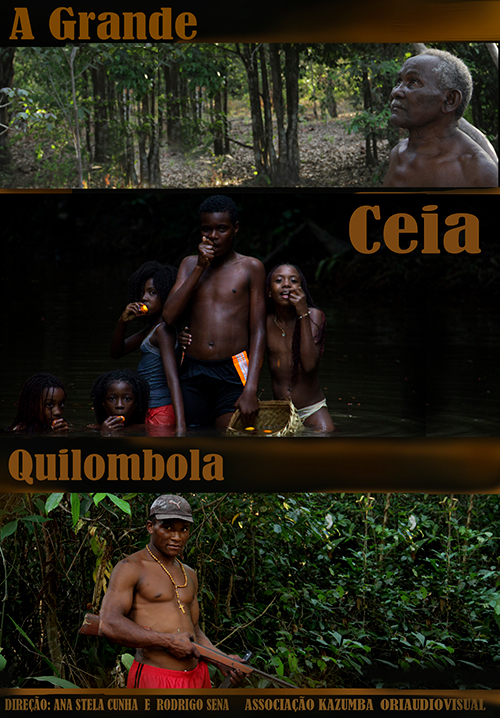 A Grande
Ceia
Quilombola
DIREÇÃO: ANA STELA CUNHA E RODRIGO SENA ASSOCIAÇÃO KAZUMBA ORIAUDIOVISUAL